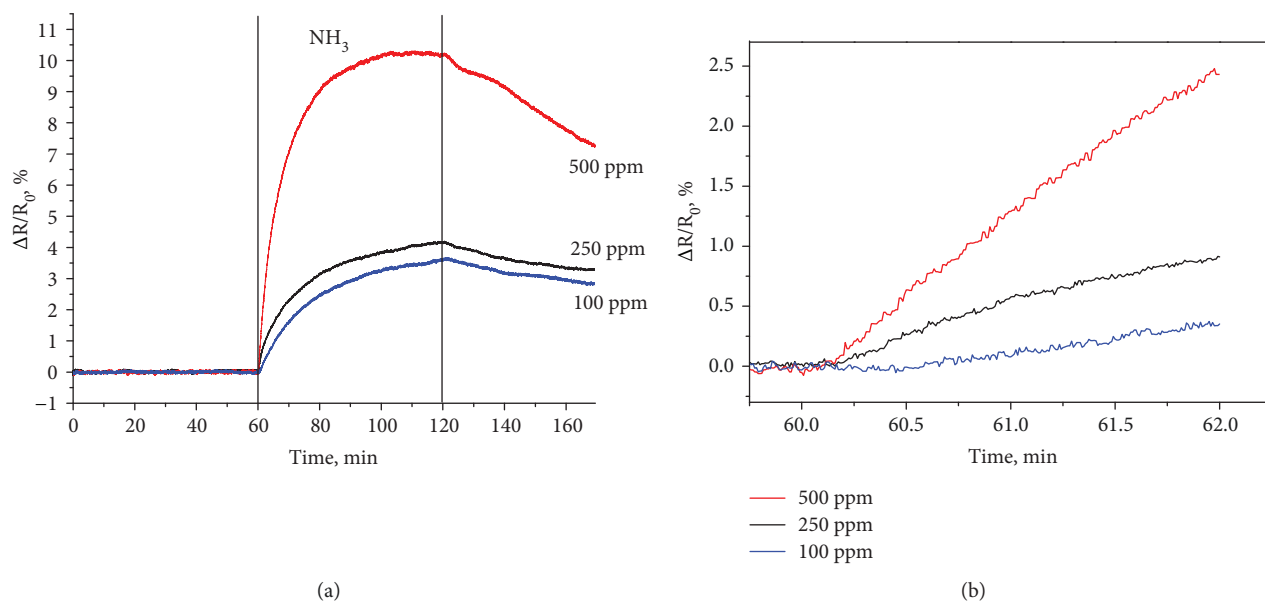 11
10
9
8
7
6
5
4
3
2
1
0
−1
ΔR/R₀, %
NH₃
500 ppm
250 ppm
100 ppm
0 20 40 60 80 100 120 140 160
Time, min
(a)
2.5
2.0
1.5
1.0
0.5
0.0
ΔR/R₀, %
60.0 60.5 61.0 61.5 62.0
Time, min
500 ppm
250 ppm
100 ppm
(b)